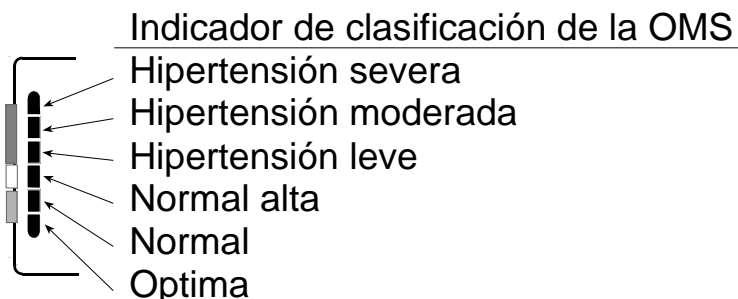 Indicador de clasificación de la OMS
Hipertensión severa
Hipertensión moderada
Hipertensión leve
Normal alta
Normal
Optima